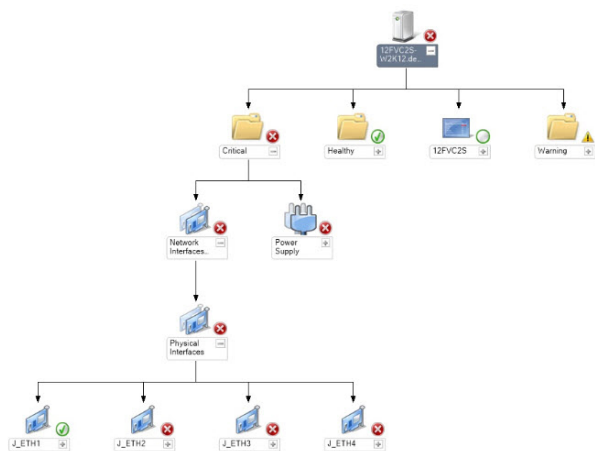 12FVC2S-
W2K12.de..
Critical
Healthy
12FVC2S
Warning
Network
Interfaces..
Power
Supply
Physical
Interfaces
J_ETH1
J_ETH2
J_ETH3
J_ETH4